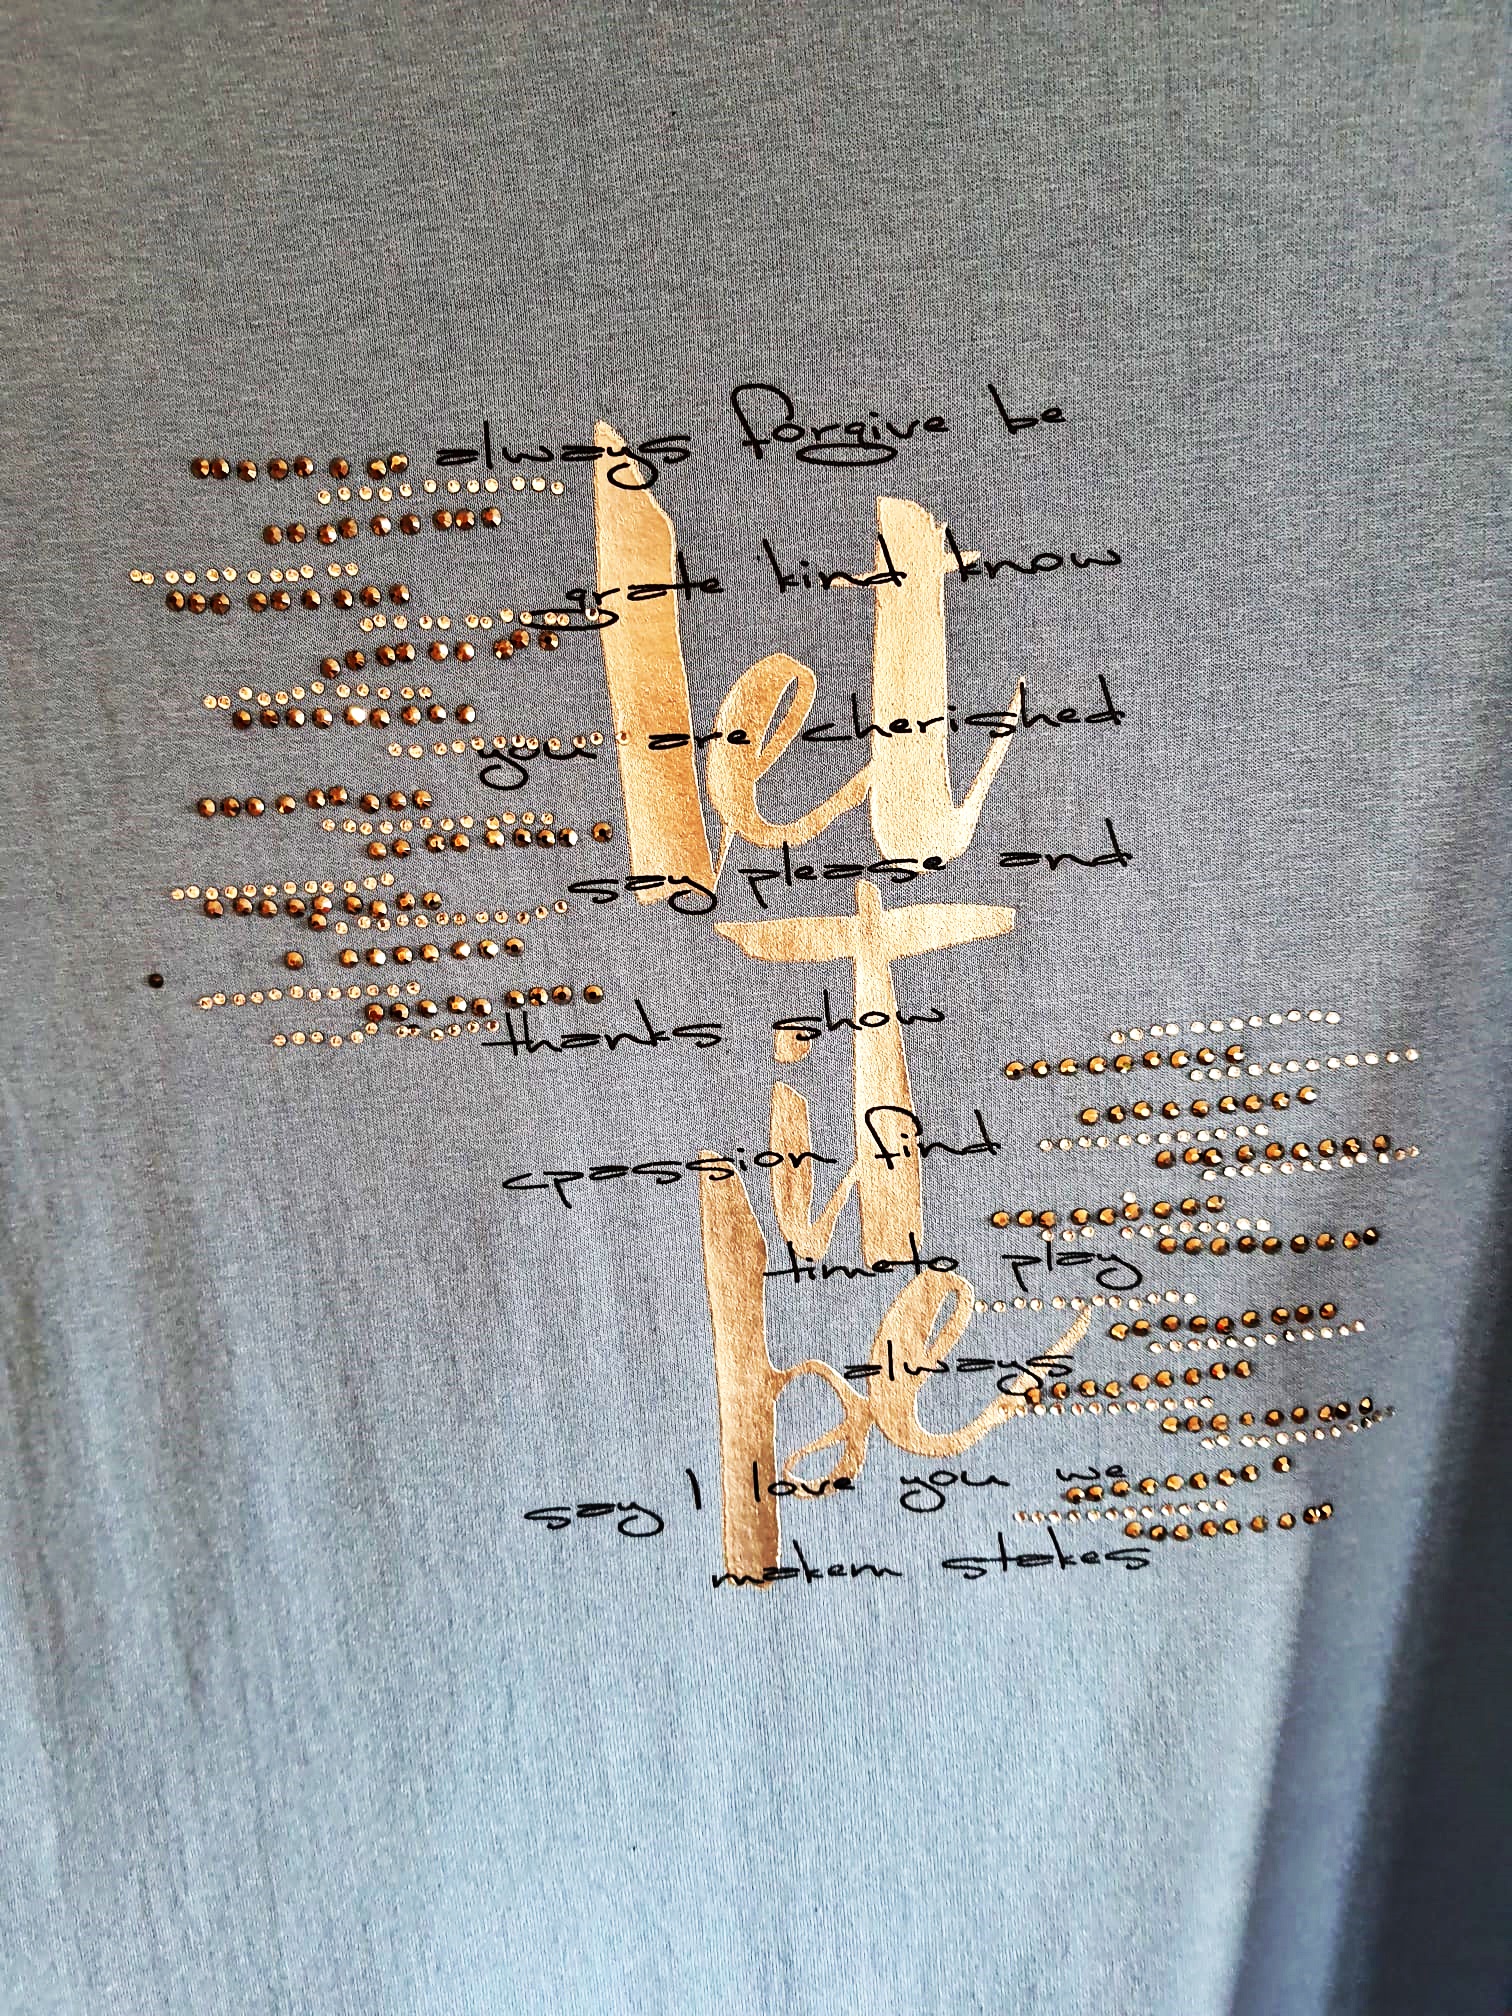 always forgive be
grate kind know
you are cherished
say please and
thanks show
cpassion find
timeto play
always
say I love you we
makem stakes
let
it
be